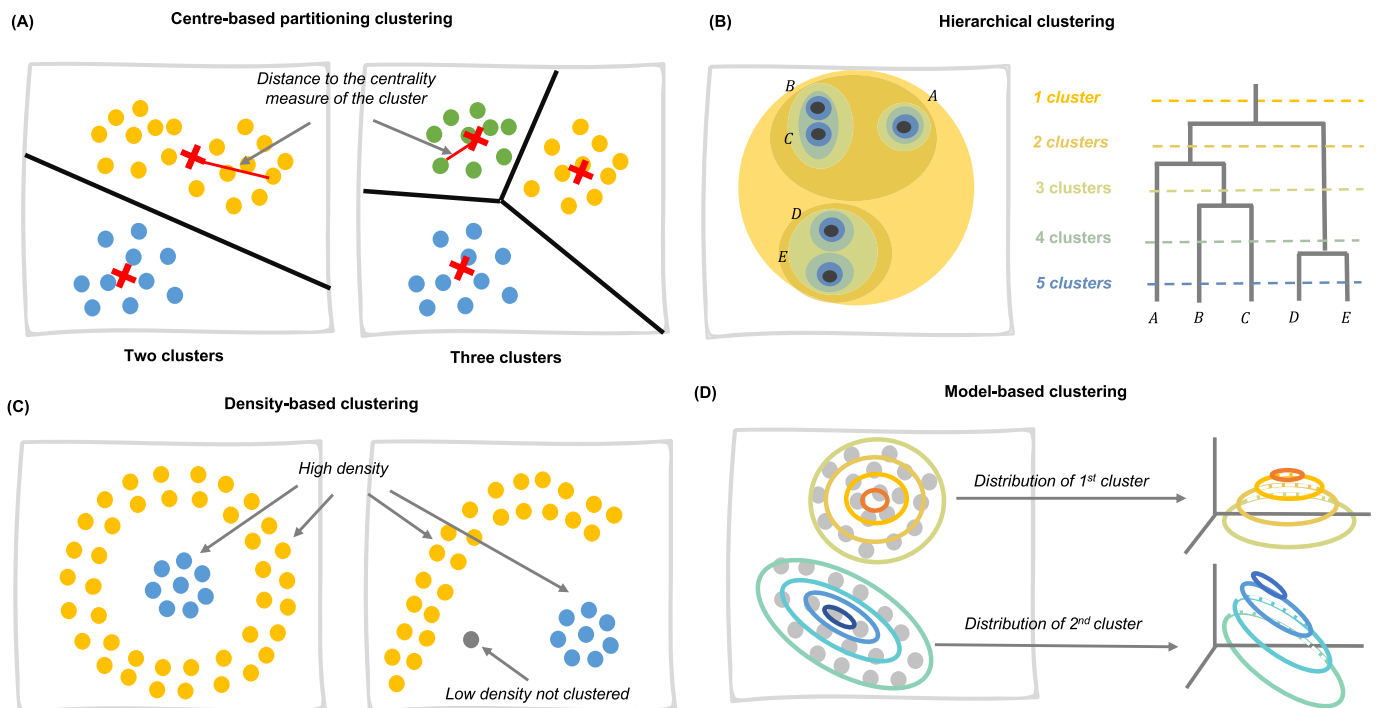 (A)
Centre-based partitioning clustering
Distance to the centrality
measure of the cluster
Two clusters
Three clusters
(B)
Hierarchical clustering
B
A
C
D
E
1 cluster
2 clusters
3 clusters
4 clusters
5 clusters
A B C D E
(C)
Density-based clustering
High density
Low density not clustered
(D)
Model-based clustering
Distribution of 1st cluster
Distribution of 2nd cluster